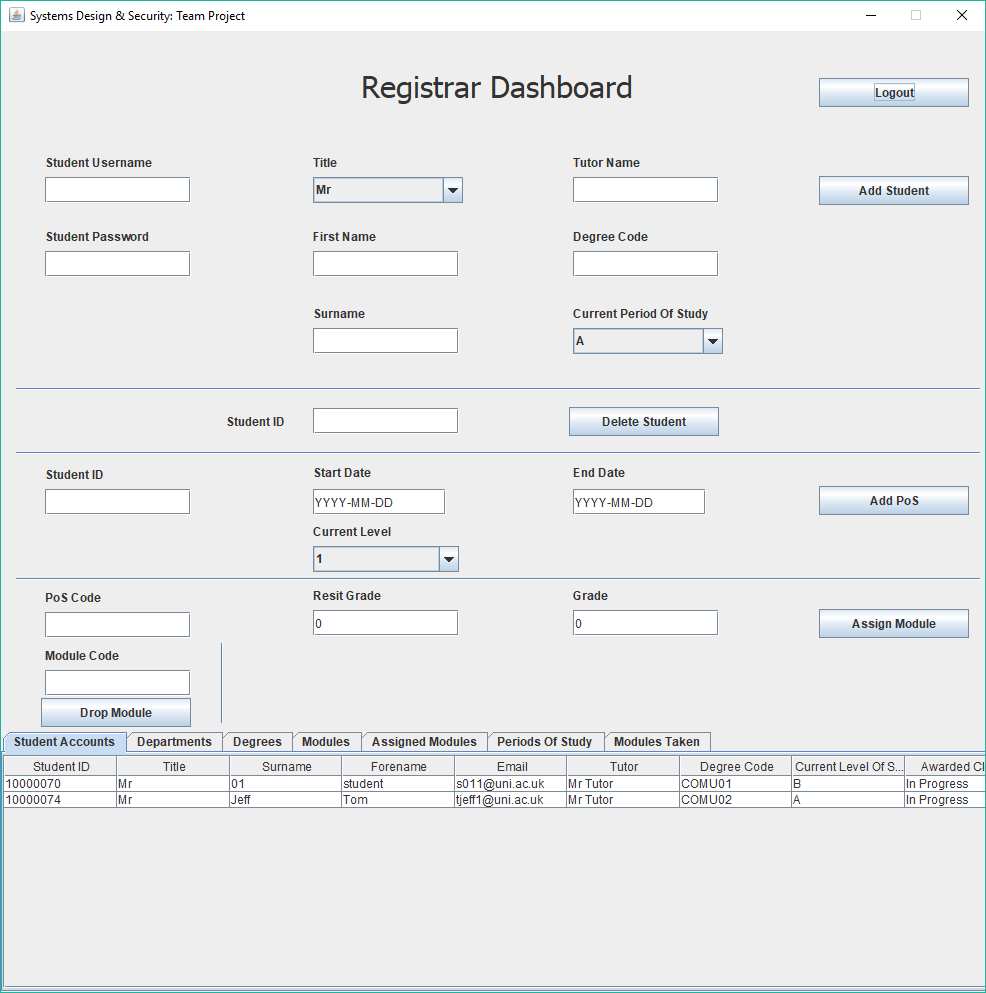 Systems Design & Security: Team Project
Registrar Dashboard
Logout
Student Username
Title
Tutor Name
Mr
Add Student
Student Password
First Name
Degree Code
Surname
Current Period Of Study
A
Student ID
Delete Student
Student ID
Start Date
End Date
YYYY-MM-DD
YYYY-MM-DD
Add PoS
Current Level
1
PoS Code
Resit Grade
Grade
0
0
Assign Module
Module Code
Drop Module
Student Accounts Departments Degrees Modules Assigned Modules Periods Of Study Modules Taken
Student ID Title Surname Forename Email Tutor Degree Code Current Level Of S... Awarded Cl
10000070 Mr 01 student s011@uni.ac.uk Mr Tutor COMU01 B In Progress
10000074 Mr Jeff Tom tjeff1@uni.ac.uk Mr Tutor COMU02 A In Progress